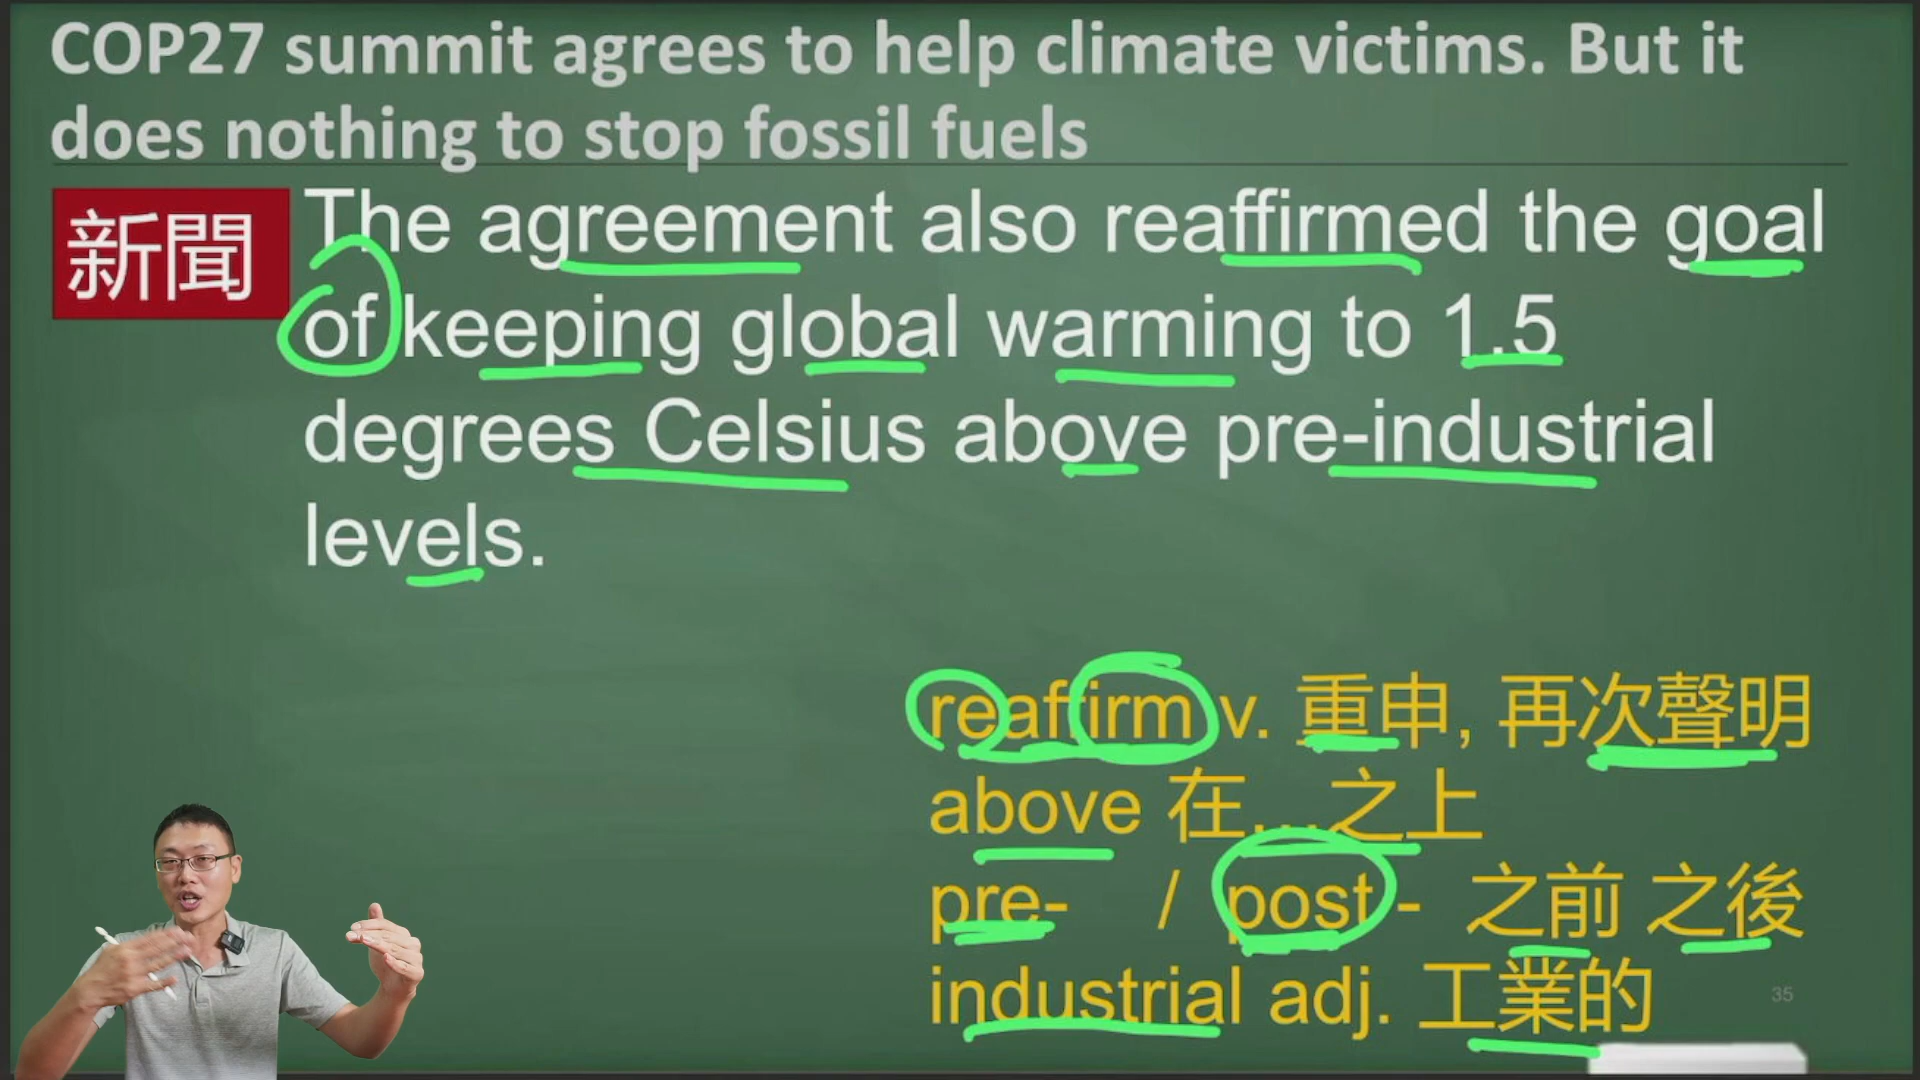 COP27 summit agrees to help climate victims. But it
does nothing to stop fossil fuels
新聞
The agreement also reaffirmed the goal
of keeping global warming to 1.5
degrees Celsius above pre-industrial
levels.
reaffirm v. 重申, 再次聲明
above 在…之上
pre- / post - 之前 之後
industrial adj. 工業的
35